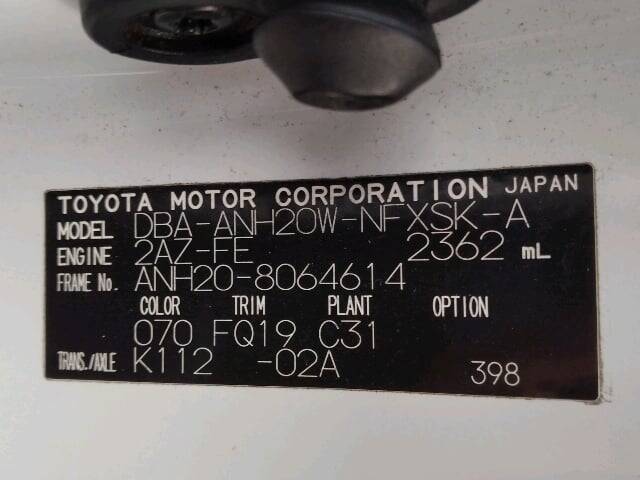 TOYOTA MOTOR CORPORATION JAPAN
MODEL DBA-ANH20W-NFXSK-A
ENGINE 2AZ-FE 2362 mL
FRAME No. ANH20-8064614
COLOR TRIM PLANT OPTION
070 FQ19 C31
TRANS./AXLE K112 -02A 398